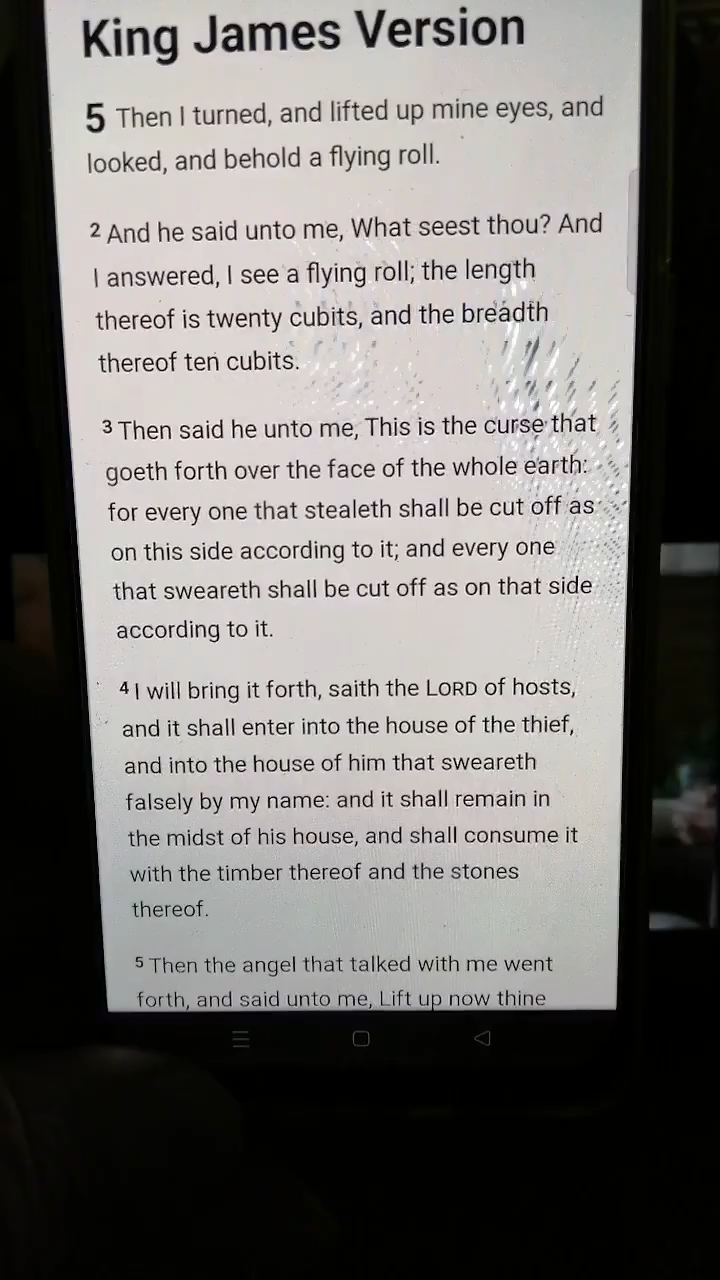 King James Version
5 Then I turned, and lifted up mine eyes, and
looked, and behold a flying roll.
2 And he said unto me, What seest thou? And
I answered, I see a flying roll; the length
thereof is twenty cubits, and the breadth
thereof ten cubits.
3 Then said he unto me, This is the curse that
goeth forth over the face of the whole earth:
for every one that stealeth shall be cut off as
on this side according to it; and every one
that sweareth shall be cut off as on that side
according to it.
4 I will bring it forth, saith the LORD of hosts,
and it shall enter into the house of the thief,
and into the house of him that sweareth
falsely by my name: and it shall remain in
the midst of his house, and shall consume it
with the timber thereof and the stones
thereof.
5 Then the angel that talked with me went
forth, and said unto me, Lift up now thine